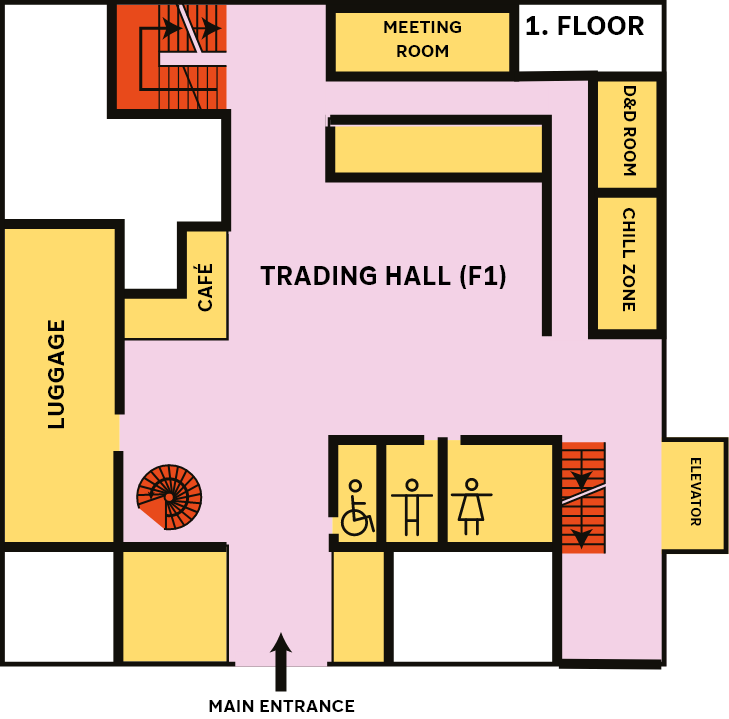 MEETING
ROOM
1. FLOOR
D&D ROOM
CHILL ZONE
CAFÉ
TRADING HALL (F1)
LUGGAGE
ELEVATOR
MAIN ENTRANCE